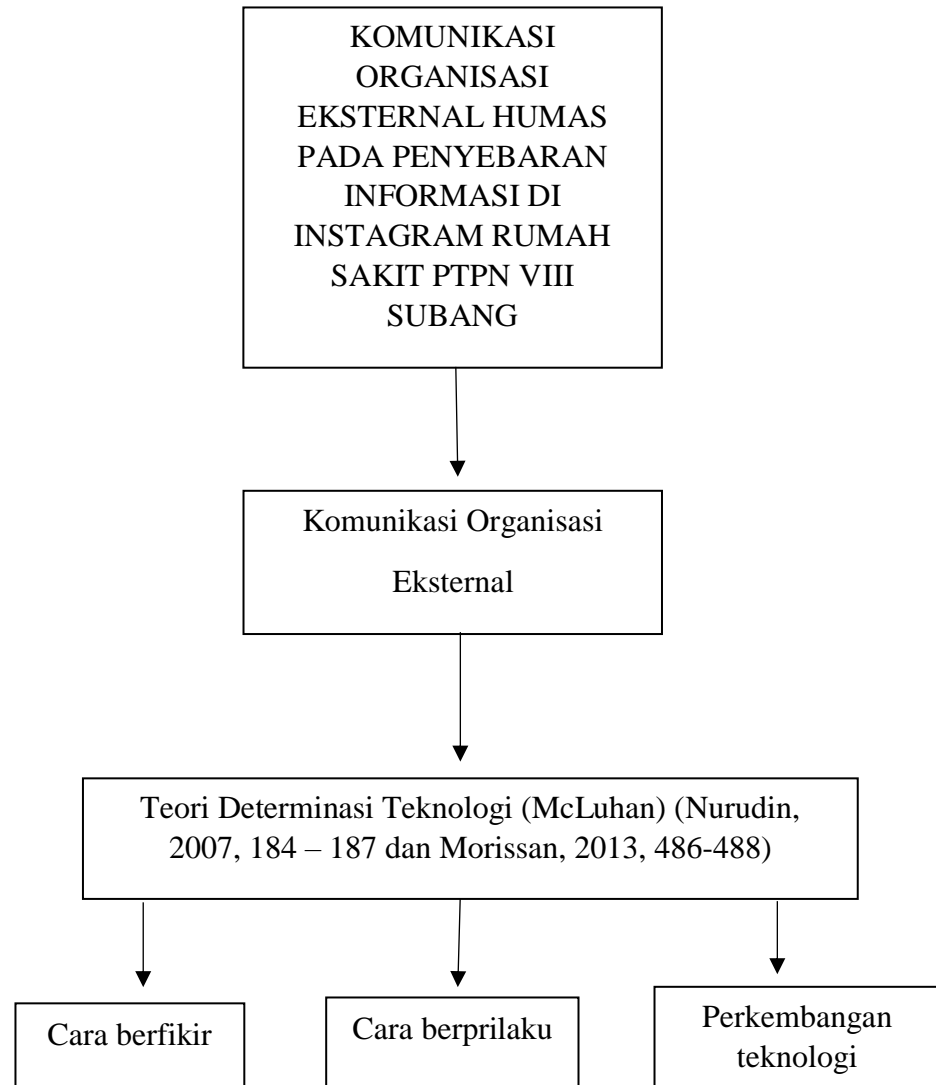 KOMUNIKASI
ORGANISASI
EKSTERNAL HUMAS
PADA PENYEBARAN
INFORMASI DI
INSTAGRAM RUMAH
SAKIT PTPN VIII
SUBANG
Komunikasi Organisasi
Eksternal
Teori Determinasi Teknologi (McLuhan) (Nurudin,
2007, 184 – 187 dan Morissan, 2013, 486-488)
Cara berfikir
Cara berprilaku
Perkembangan
teknologi